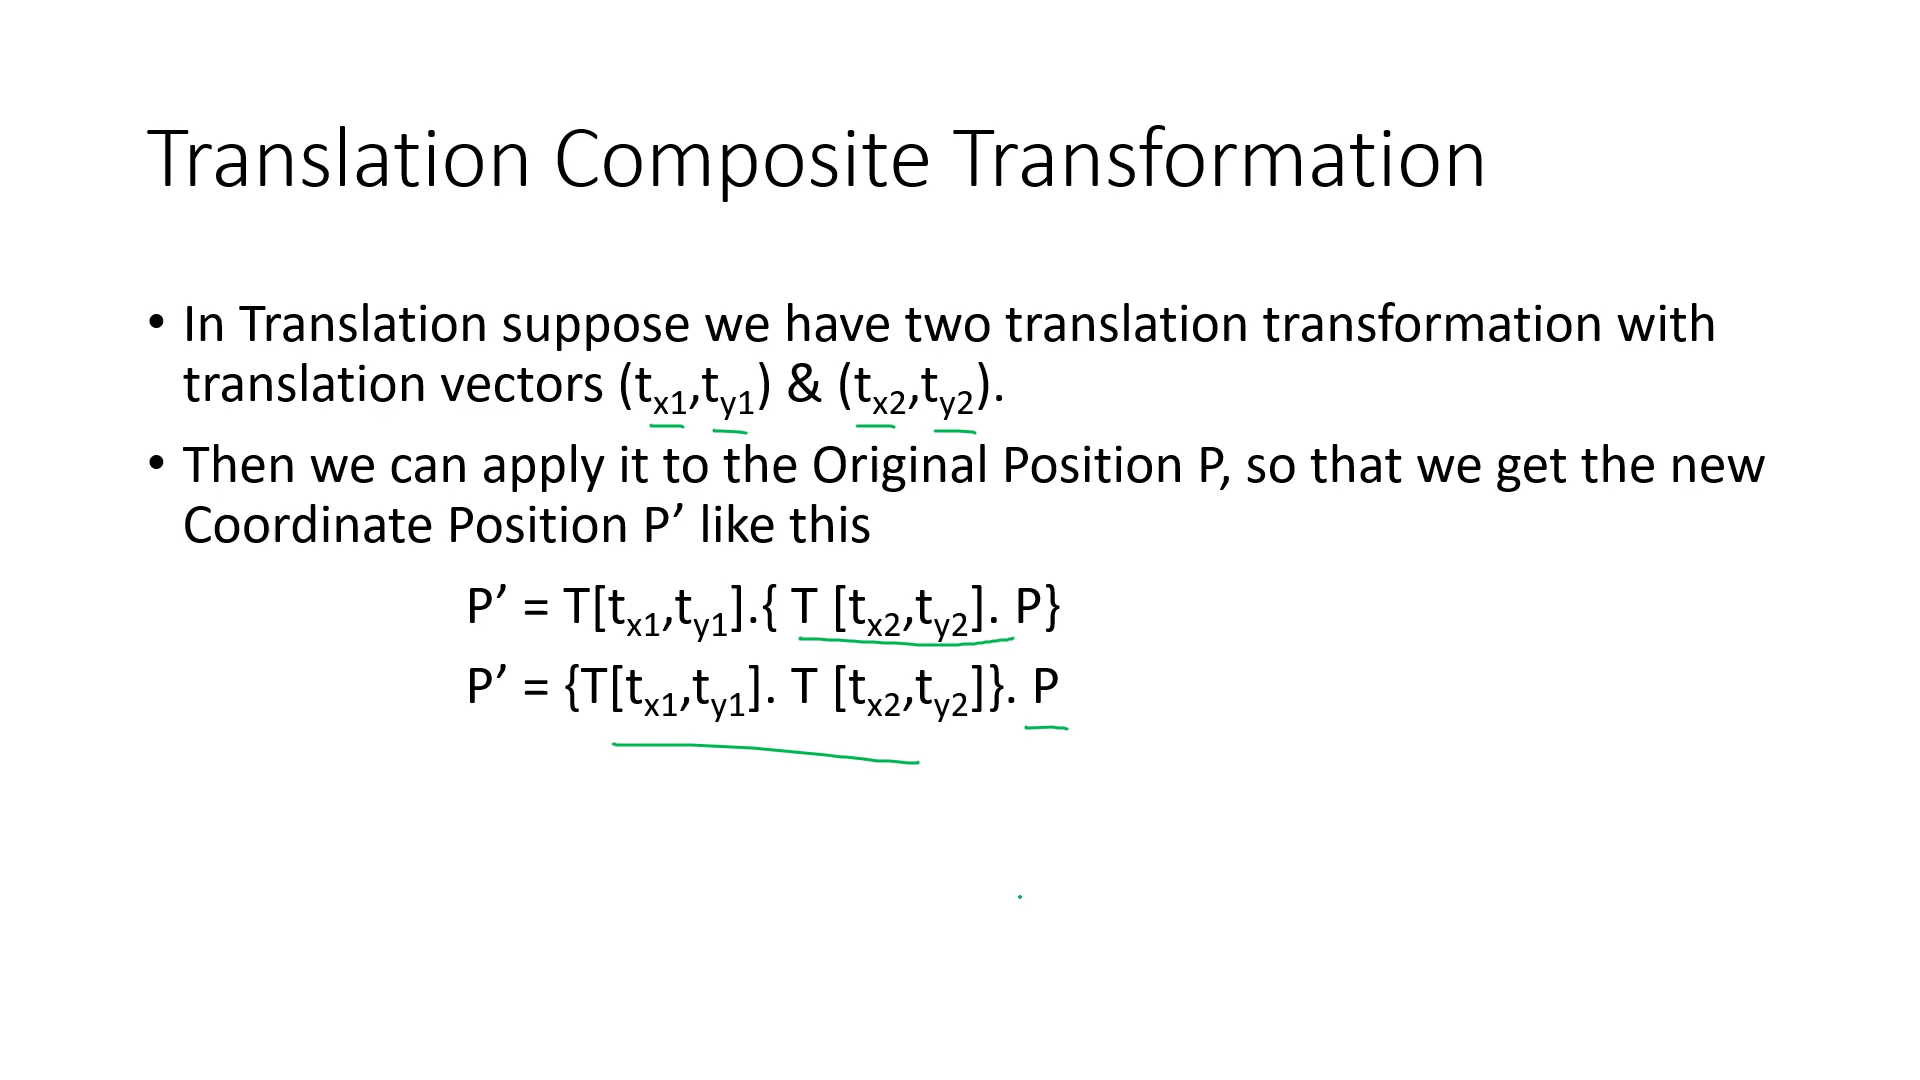 Translation Composite Transformation
• In Translation suppose we have two translation transformation with
translation vectors (tx1,ty1) & (tx2,ty2).
• Then we can apply it to the Original Position P, so that we get the new
Coordinate Position P’ like this
P’ = T[tx1,ty1].{ T [tx2,ty2]. P}
P’ = {T[tx1,ty1]. T [tx2,ty2]}. P